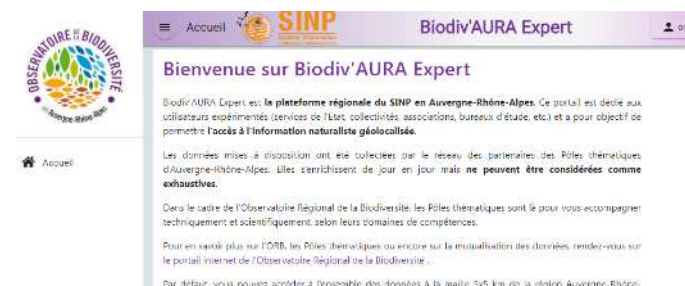 OBSERVATOIRE DE LA BIODIVERSITÉ
Auvergne-Rhône-Alpes
Accueil
Accueil
SINP
Biodiv'AURA Expert
Bienvenue sur Biodiv'AURA Expert
Biodiv'AURA Expert est la plateforme régionale du SINP en Auvergne-Rhône-Alpes. Ce portail est dédié aux
utilisateurs expérimentés (services de l'Etat, collectivités, associations, bureaux d'étude, etc.) et a pour objectif de
permettre l'accès à l'information naturaliste géolocalisée.
Les données mises à disposition ont été collectées par le réseau des partenaires des Pôles thématiques
d'Auvergne-Rhône-Alpes. Elles s'enrichissent de jour en jour mais ne peuvent être considérées comme
exhaustives.
Dans le cadre de l'Observatoire Régional de la Biodiversité, les Pôles thématiques sont là pour vous accompagner
techniquement et scientifiquement, selon leurs domaines de compétences.
Pour en savoir plus sur l'ORB, les Pôles thématiques ou encore sur la mutualisation des données, rendez-vous sur
le portail internet de l'Observatoire Régional de la Biodiversité .
Par défaut, vous pouvez accéder à l'ensemble des données à la maille 5x5 km de la région Auvergne-Rhône-